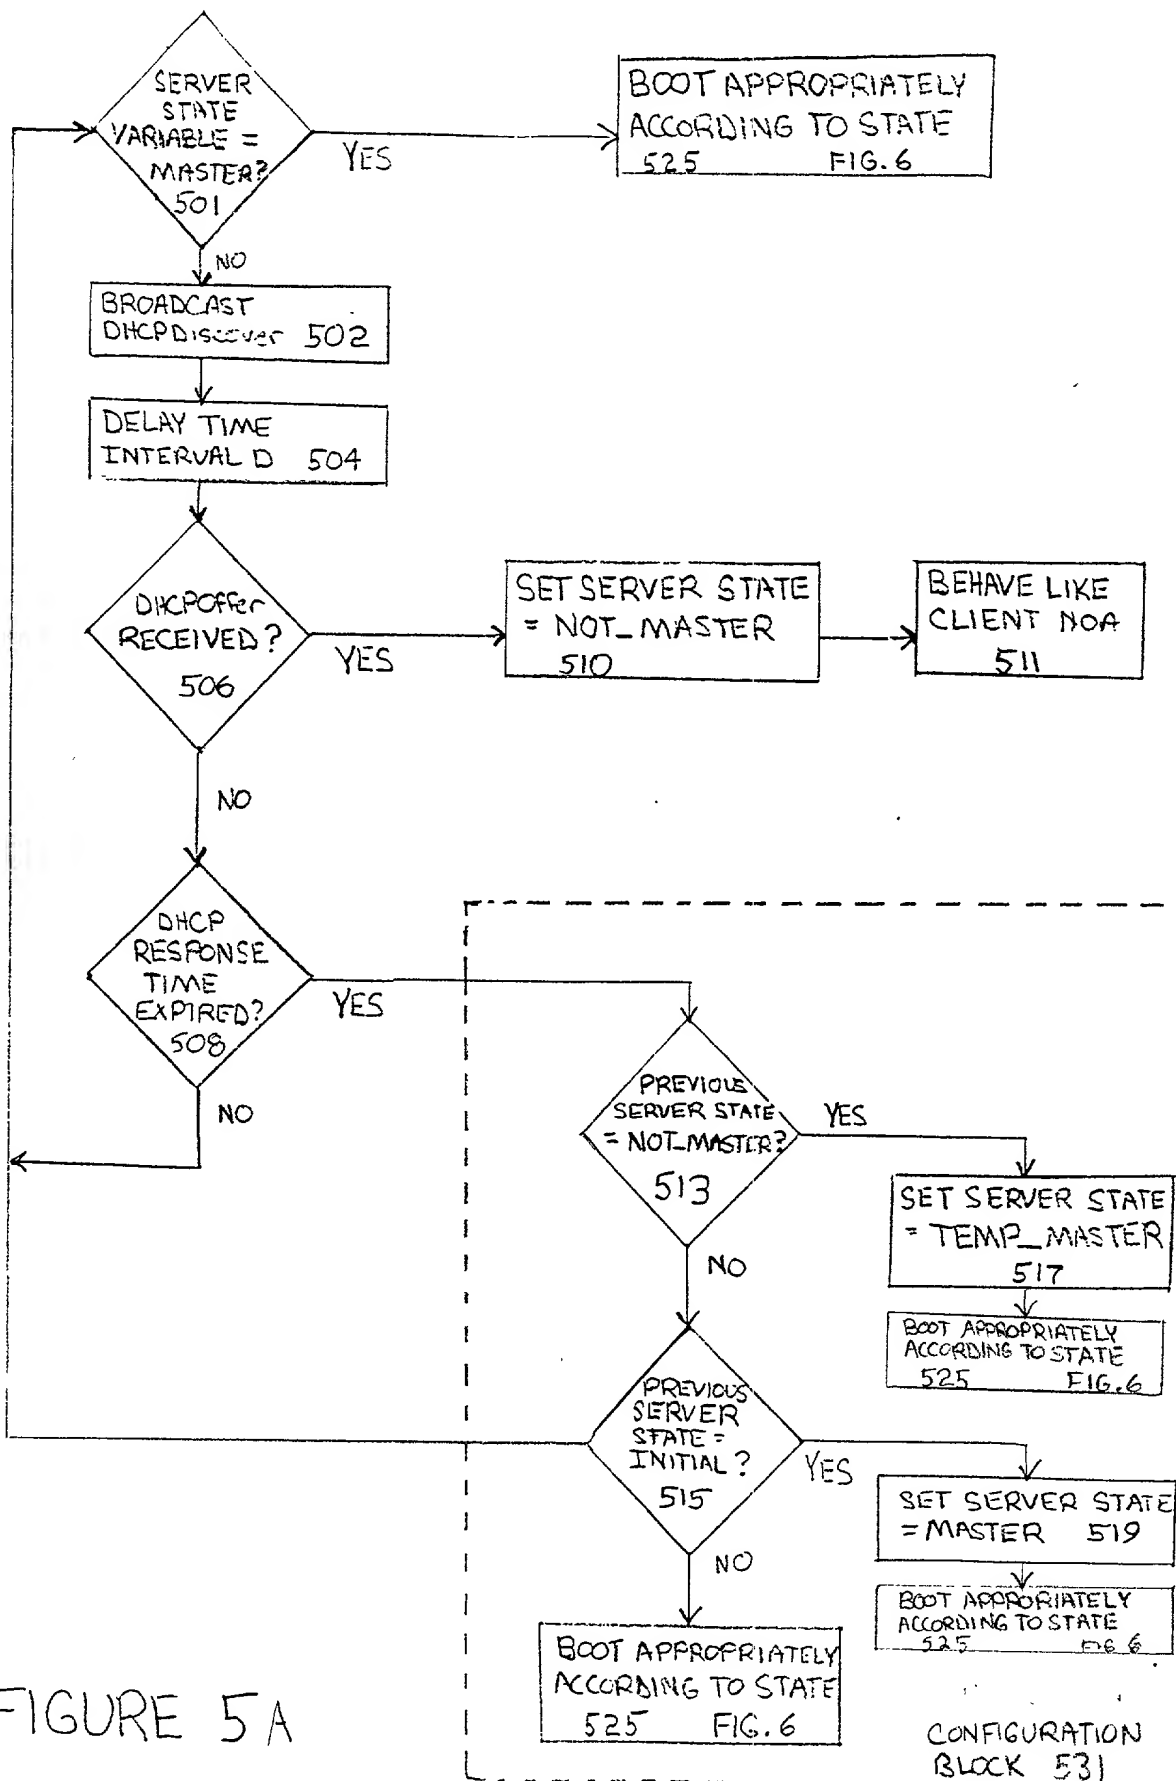 SERVER
STATE
VARIABLE =
MASTER?
501
YES
BOOT APPROPRIATELY
ACCORDING TO STATE
525 FIG. 6
NO
BROADCAST
DHCPDiscover 502
DELAY TIME
INTERVAL D 504
DHCPOffer
RECEIVED?
506
YES
SET SERVER STATE
= NOT_MASTER
510
BEHAVE LIKE
CLIENT NOA
511
NO
DHCP
RESPONSE
TIME
EXPIRED?
508
YES
NO
PREVIOUS
SERVER STATE
= NOT_MASTER?
513
YES
SET SERVER STATE
= TEMP_MASTER
517
BOOT APPROPRIATELY
ACCORDING TO STATE
525 FIG. 6
NO
PREVIOUS
SERVER
STATE =
INITIAL?
515
YES
SET SERVER STATE
= MASTER 519
BOOT APPRORIATELY
ACCORDING TO STATE
525 FIG 6
NO
BOOT APPROPRIATELY
ACCORDING TO STATE
525 FIG. 6
FIGURE 5A
CONFIGURATION
BLOCK 531